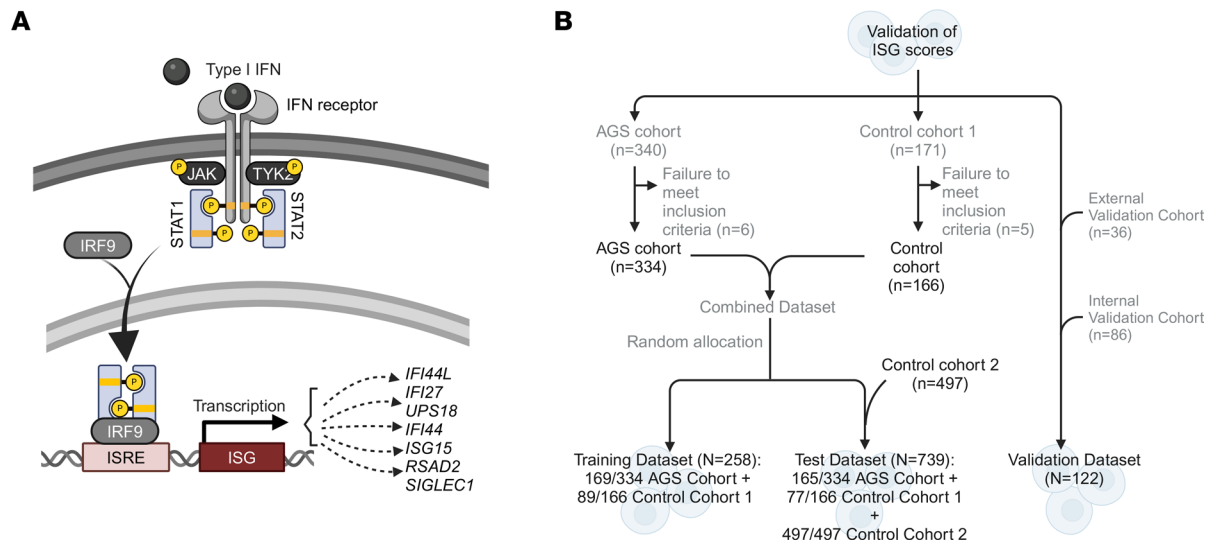 A
Type I IFN
IFN receptor
P
JAK
TYK2
P
STAT1
P
P
STAT2
P
P
IRF9
P
P
IRF9
ISRE
Transcription
ISG
IFI44L
IFI27
UPS18
IFI44
ISG15
RSAD2
SIGLEC1
B
Validation of
ISG scores
AGS cohort
(n=340)
Control cohort 1
(n=171)
Failure to
meet
inclusion
criteria (n=6)
Failure to
meet
inclusion
criteria (n=5)
External
Validation Cohort
(n=36)
AGS cohort
(n=334)
Control
cohort
(n=166)
Combined Dataset
Internal
Validation Cohort
(n=86)
Random allocation
Control cohort 2
(n=497)
Training Dataset (N=258):
169/334 AGS Cohort +
89/166 Control Cohort 1
Test Dataset (N=739):
165/334 AGS Cohort +
77/166 Control Cohort 1
+
497/497 Control Cohort 2
Validation Dataset
(N=122)